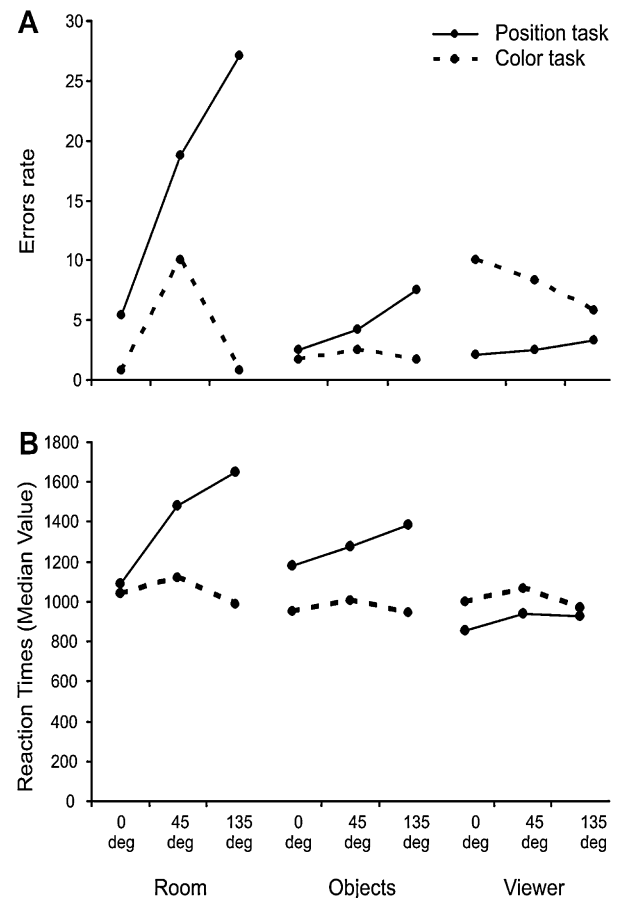 A
Errors rate
30
25
20
15
10
5
0
Position task
Color task
B
Reaction Times (Median Value)
1800
1600
1400
1200
1000
800
600
400
200
0
0 45 135 0 45 135 0 45 135
deg deg deg deg deg deg deg deg deg
Room Objects Viewer